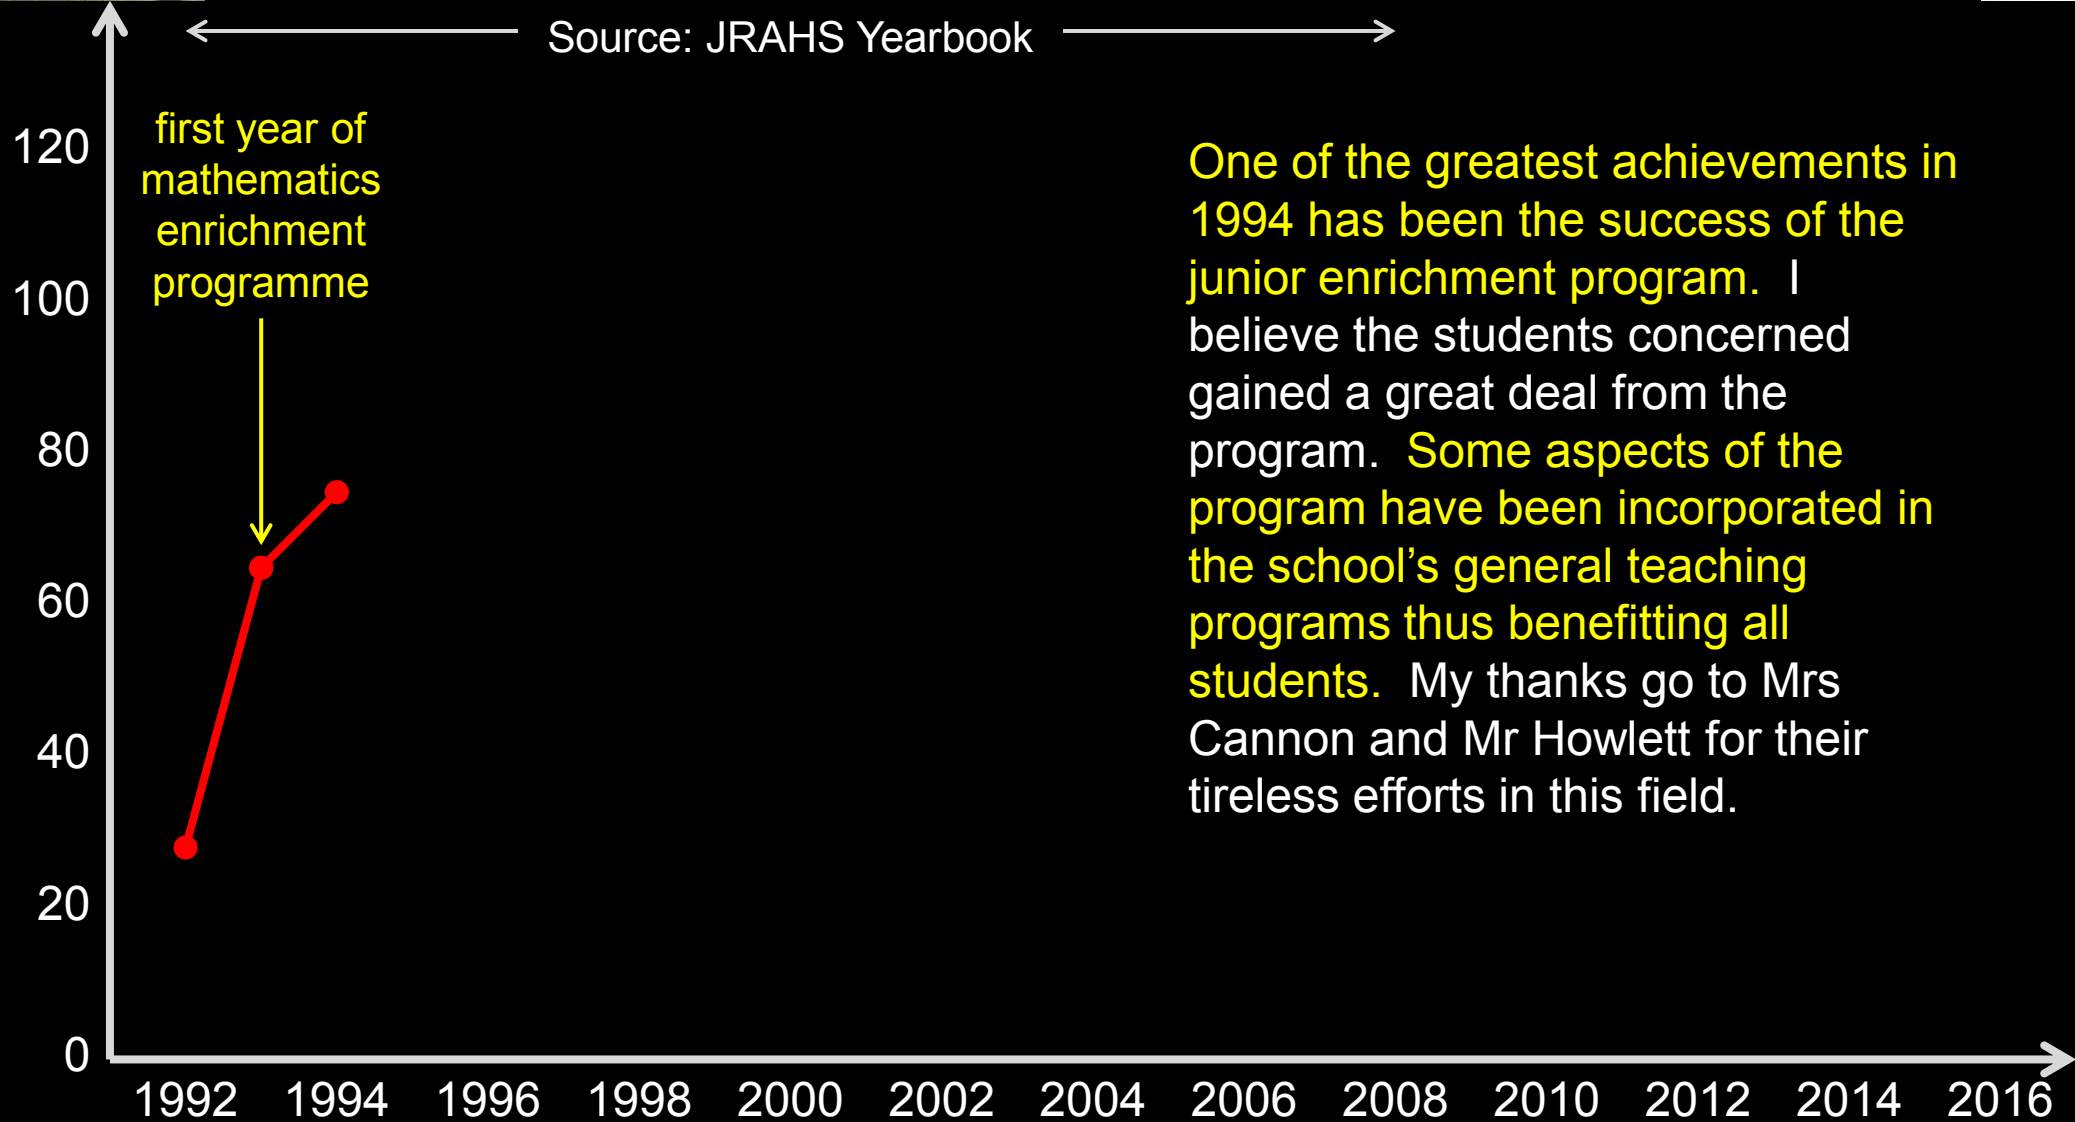 Source: JRAHS Yearbook
first year of
mathematics
enrichment
programme
One of the greatest achievements in
1994 has been the success of the
junior enrichment program.  I
believe the students concerned
gained a great deal from the
program.  Some aspects of the
program have been incorporated in
the school’s general teaching
programs thus benefitting all
students.  My thanks go to Mrs
Cannon and Mr Howlett for their
tireless efforts in this field.
120
100
80
60
40
20
0
1992 1994 1996 1998 2000 2002 2004 2006 2008 2010 2012 2014 2016